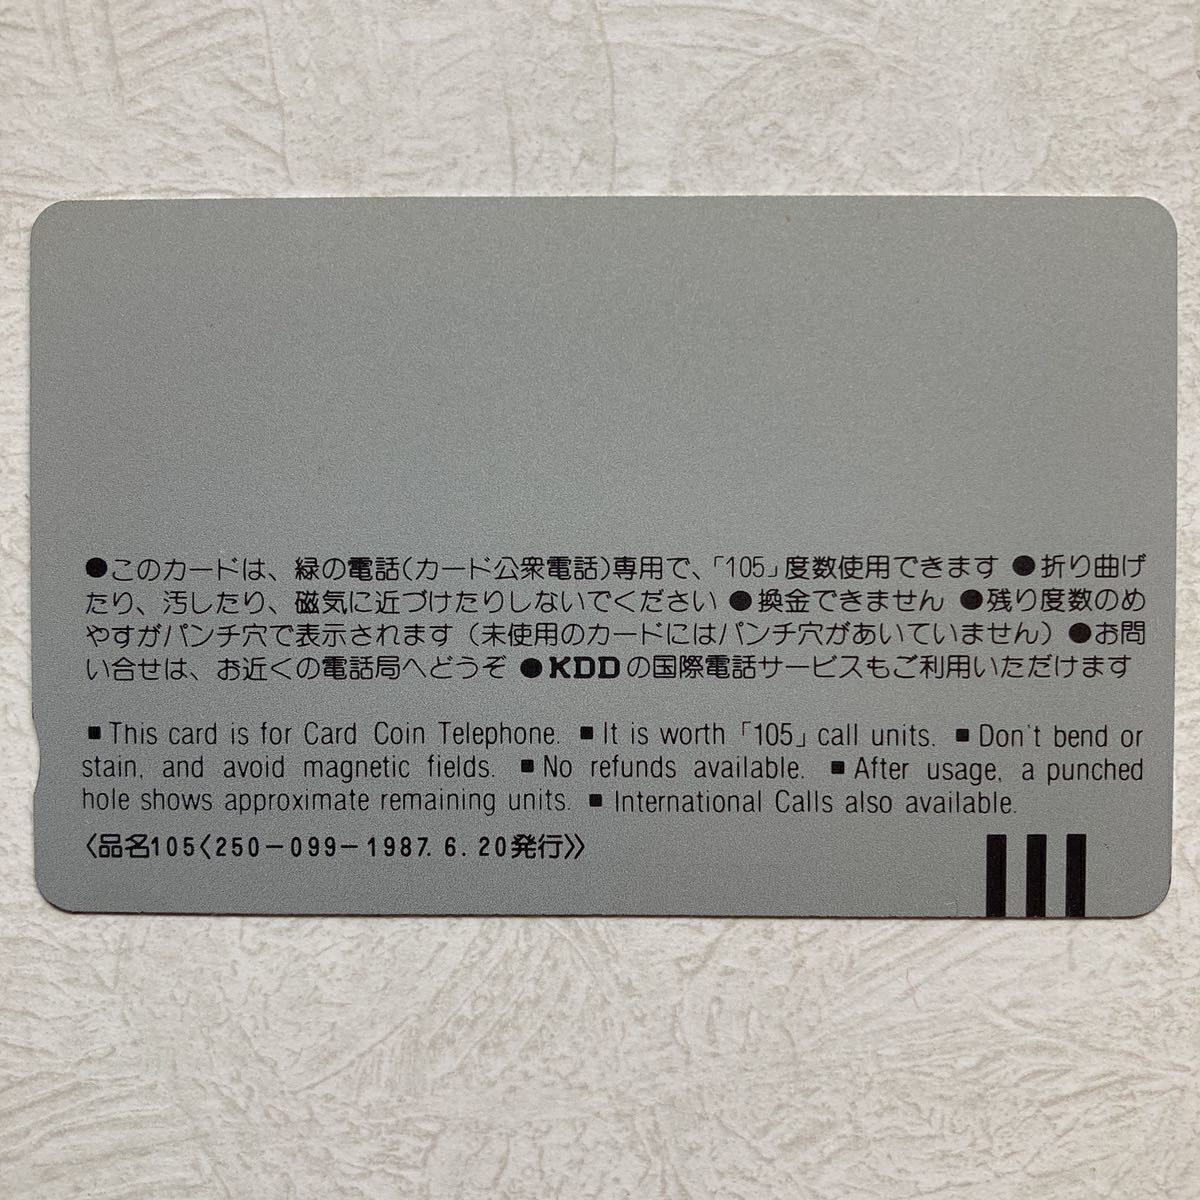 ●このカードは、緑の電話(カード公衆電話)専用で、「105」度数使用できます ●折り曲げ
たり、汚したり、磁気に近づけたりしないでください ●換金できません ●残り度数のめ
やすがパンチ穴で表示されます(未使用のカードにはパンチ穴があいていません) ●お問
い合せは、お近くの電話局へどうぞ ●KDDの国際電話サービスもご利用いただけます
■This card is for Card Coin Telephone. ■It is worth「105」call units. ■Don't bend or
stain, and avoid magnetic fields. ■No refunds available. ■After usage, a punched
hole shows approximate remaining units. ■International Calls also available.
〈品名105〈250-099-1987. 6. 20発行〉〉